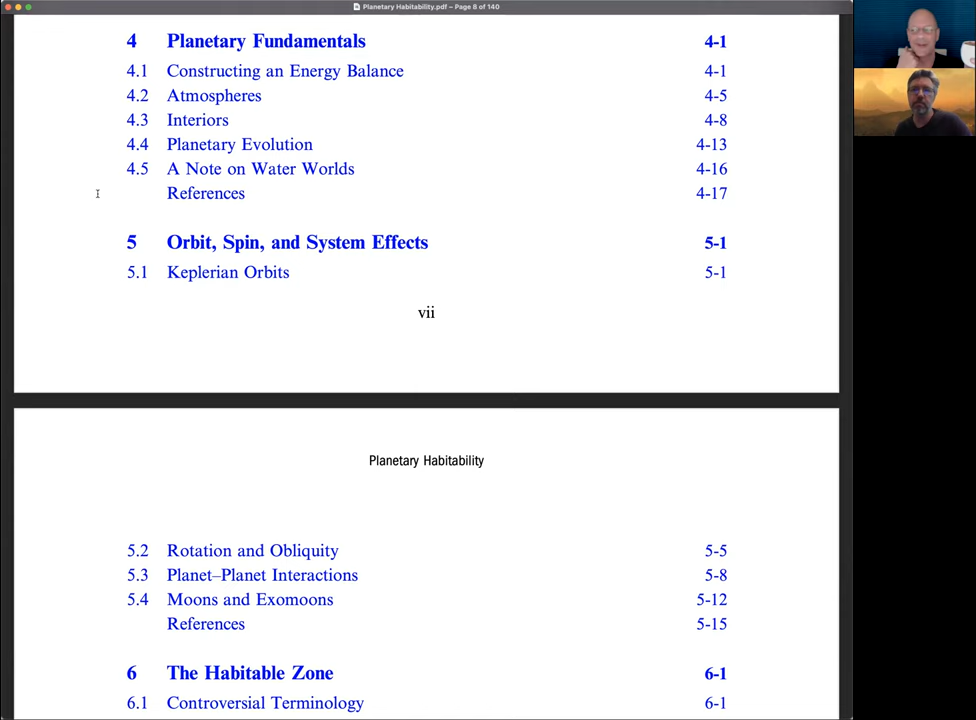 Planetary Habitability.pdf – Page 8 of 140
4 Planetary Fundamentals 4-1
4.1 Constructing an Energy Balance 4-1
4.2 Atmospheres 4-5
4.3 Interiors 4-8
4.4 Planetary Evolution 4-13
4.5 A Note on Water Worlds 4-16
References 4-17
5 Orbit, Spin, and System Effects 5-1
5.1 Keplerian Orbits 5-1
vii
Planetary Habitability
5.2 Rotation and Obliquity 5-5
5.3 Planet–Planet Interactions 5-8
5.4 Moons and Exomoons 5-12
References 5-15
6 The Habitable Zone 6-1
6.1 Controversial Terminology 6-1